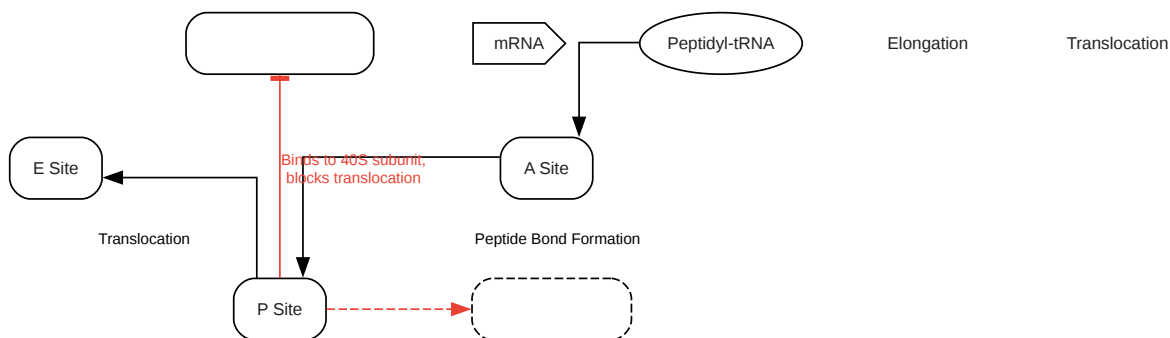 mRNA
Peptidyl-tRNA
Elongation
Translocation
E Site
Binds to 40S subunit,
blocks translocation
A Site
Translocation
Peptide Bond Formation
P Site